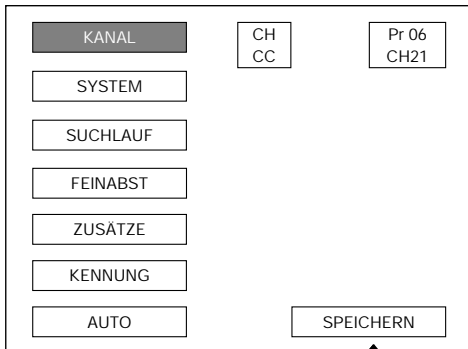 KANAL
CH
CC
Pr 06
CH21
SYSTEM
SUCHLAUF
FEINABST
ZUSÄTZE
KENNUNG
AUTO
SPEICHERN